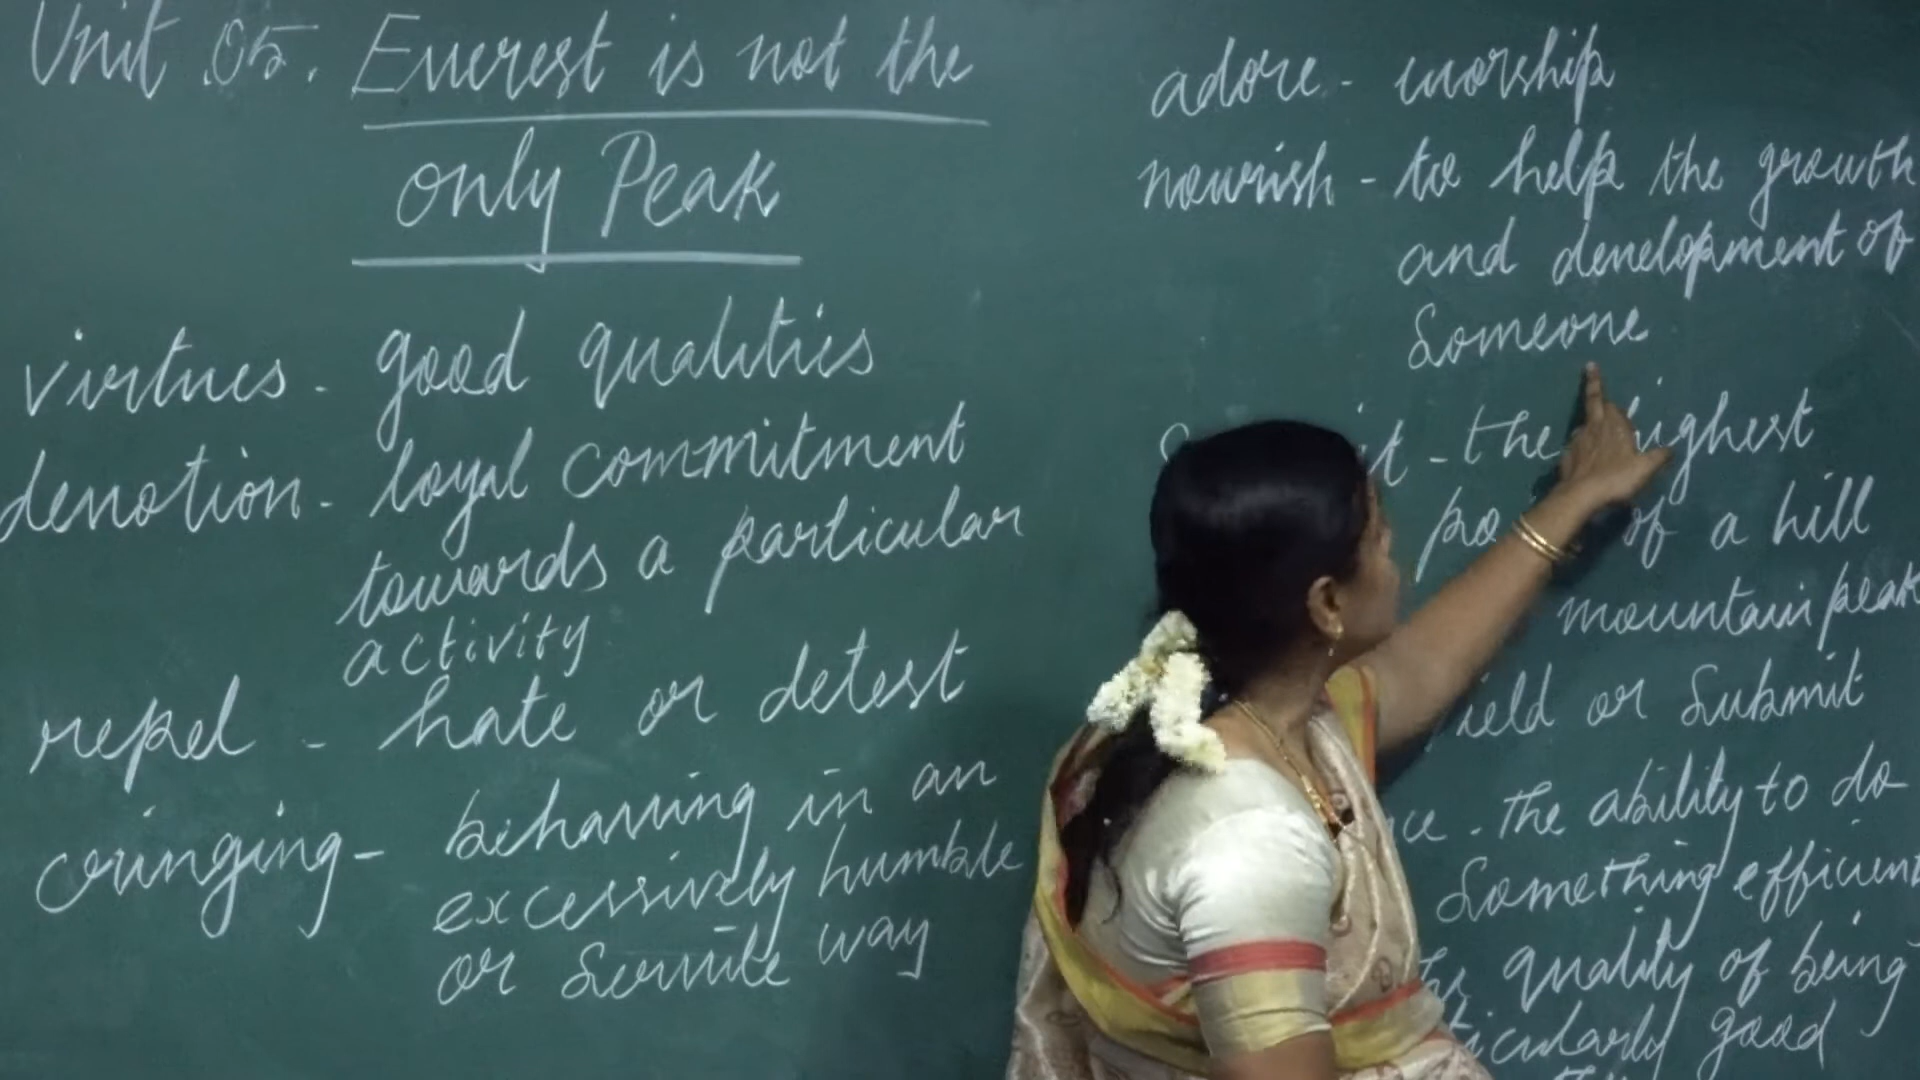 Unit .05. Everest is not the
only Peak
virtues - good qualities
devotion - loyal commitment
towards a particular
activity
repel - hate or detest
cringing - behaving in an
excessively humble
or servile way
adore - worship
nourish - to help the growth
and development of
Someone
- the highest
of a hill
mountain peak
or Submit
- the ability to do
Something
quality of being
good